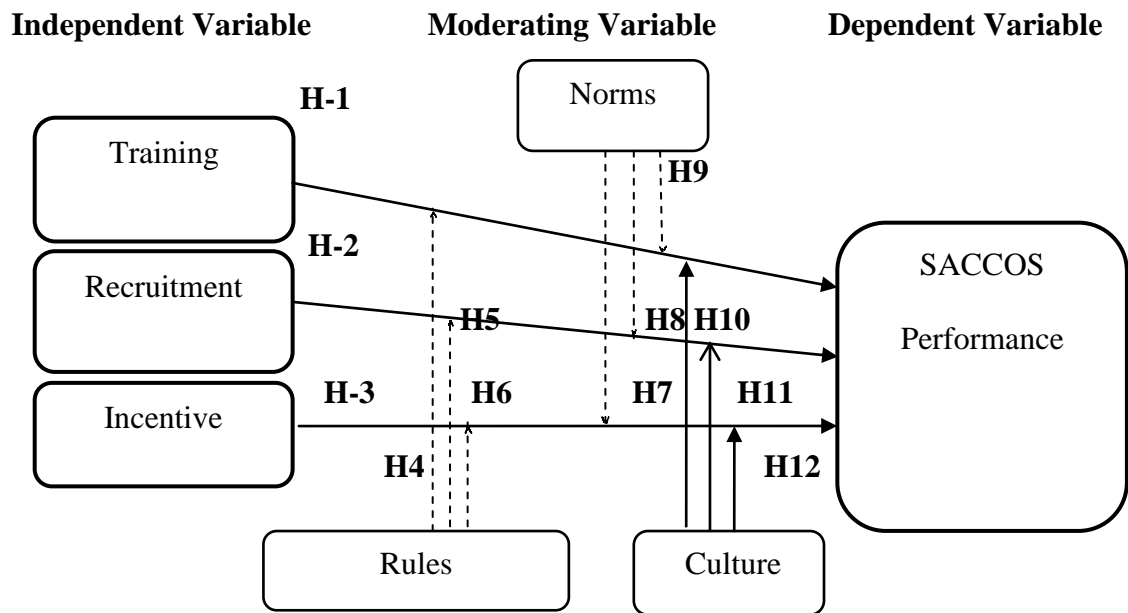 Independent Variable
Moderating Variable
Dependent Variable
Norms
H-1
Training
H9
H-2
Recruitment
SACCOS
Performance
H5
H8
H10
H-3
H6
H7
H11
Incentive
H4
H12
Rules
Culture